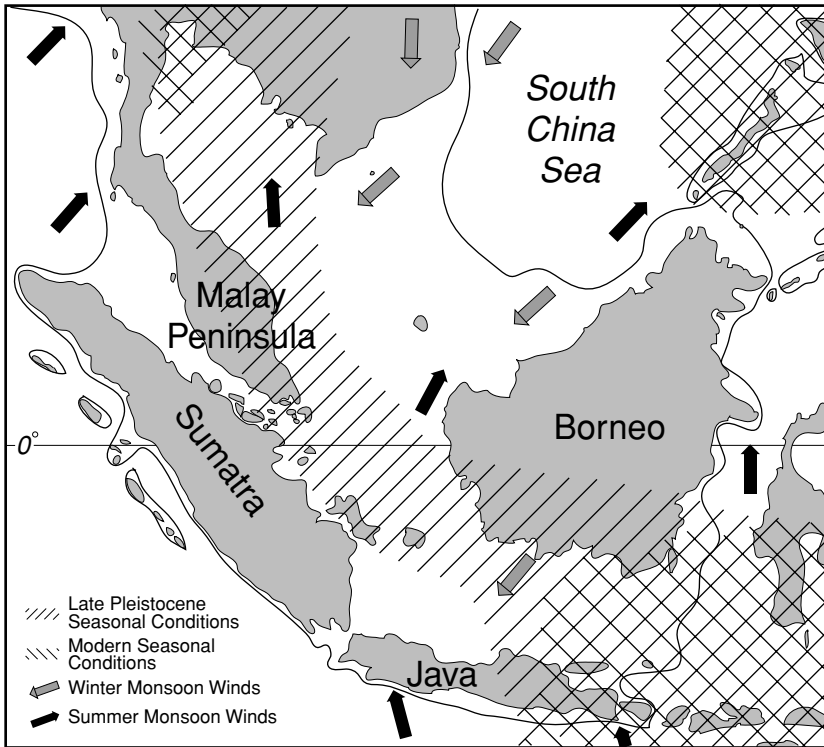 South
China
Sea
Malay
Peninsula
Sumatra
Borneo
0°
Java
Late Pleistocene
Seasonal Conditions
Modern Seasonal
Conditions
Winter Monsoon Winds
Summer Monsoon Winds